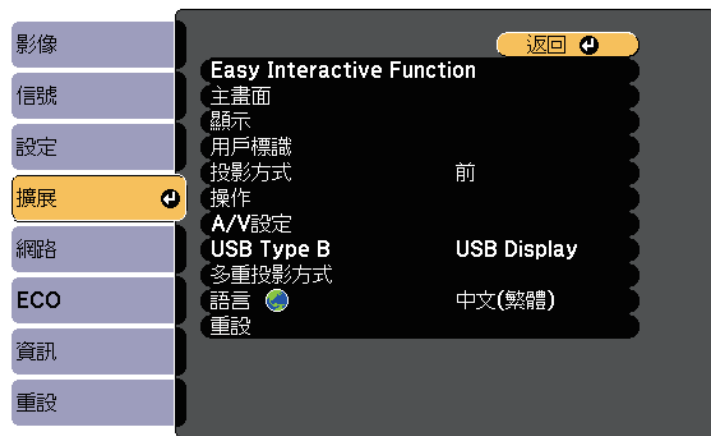 影像
信號
設定
擴展
網路
ECO
資訊
重設
返回
Easy Interactive Function
主畫面
顯示
用戶標識
投影方式 前
操作
A/V設定
USB Type B USB Display
多重投影方式
語言 中文(繁體)
重設